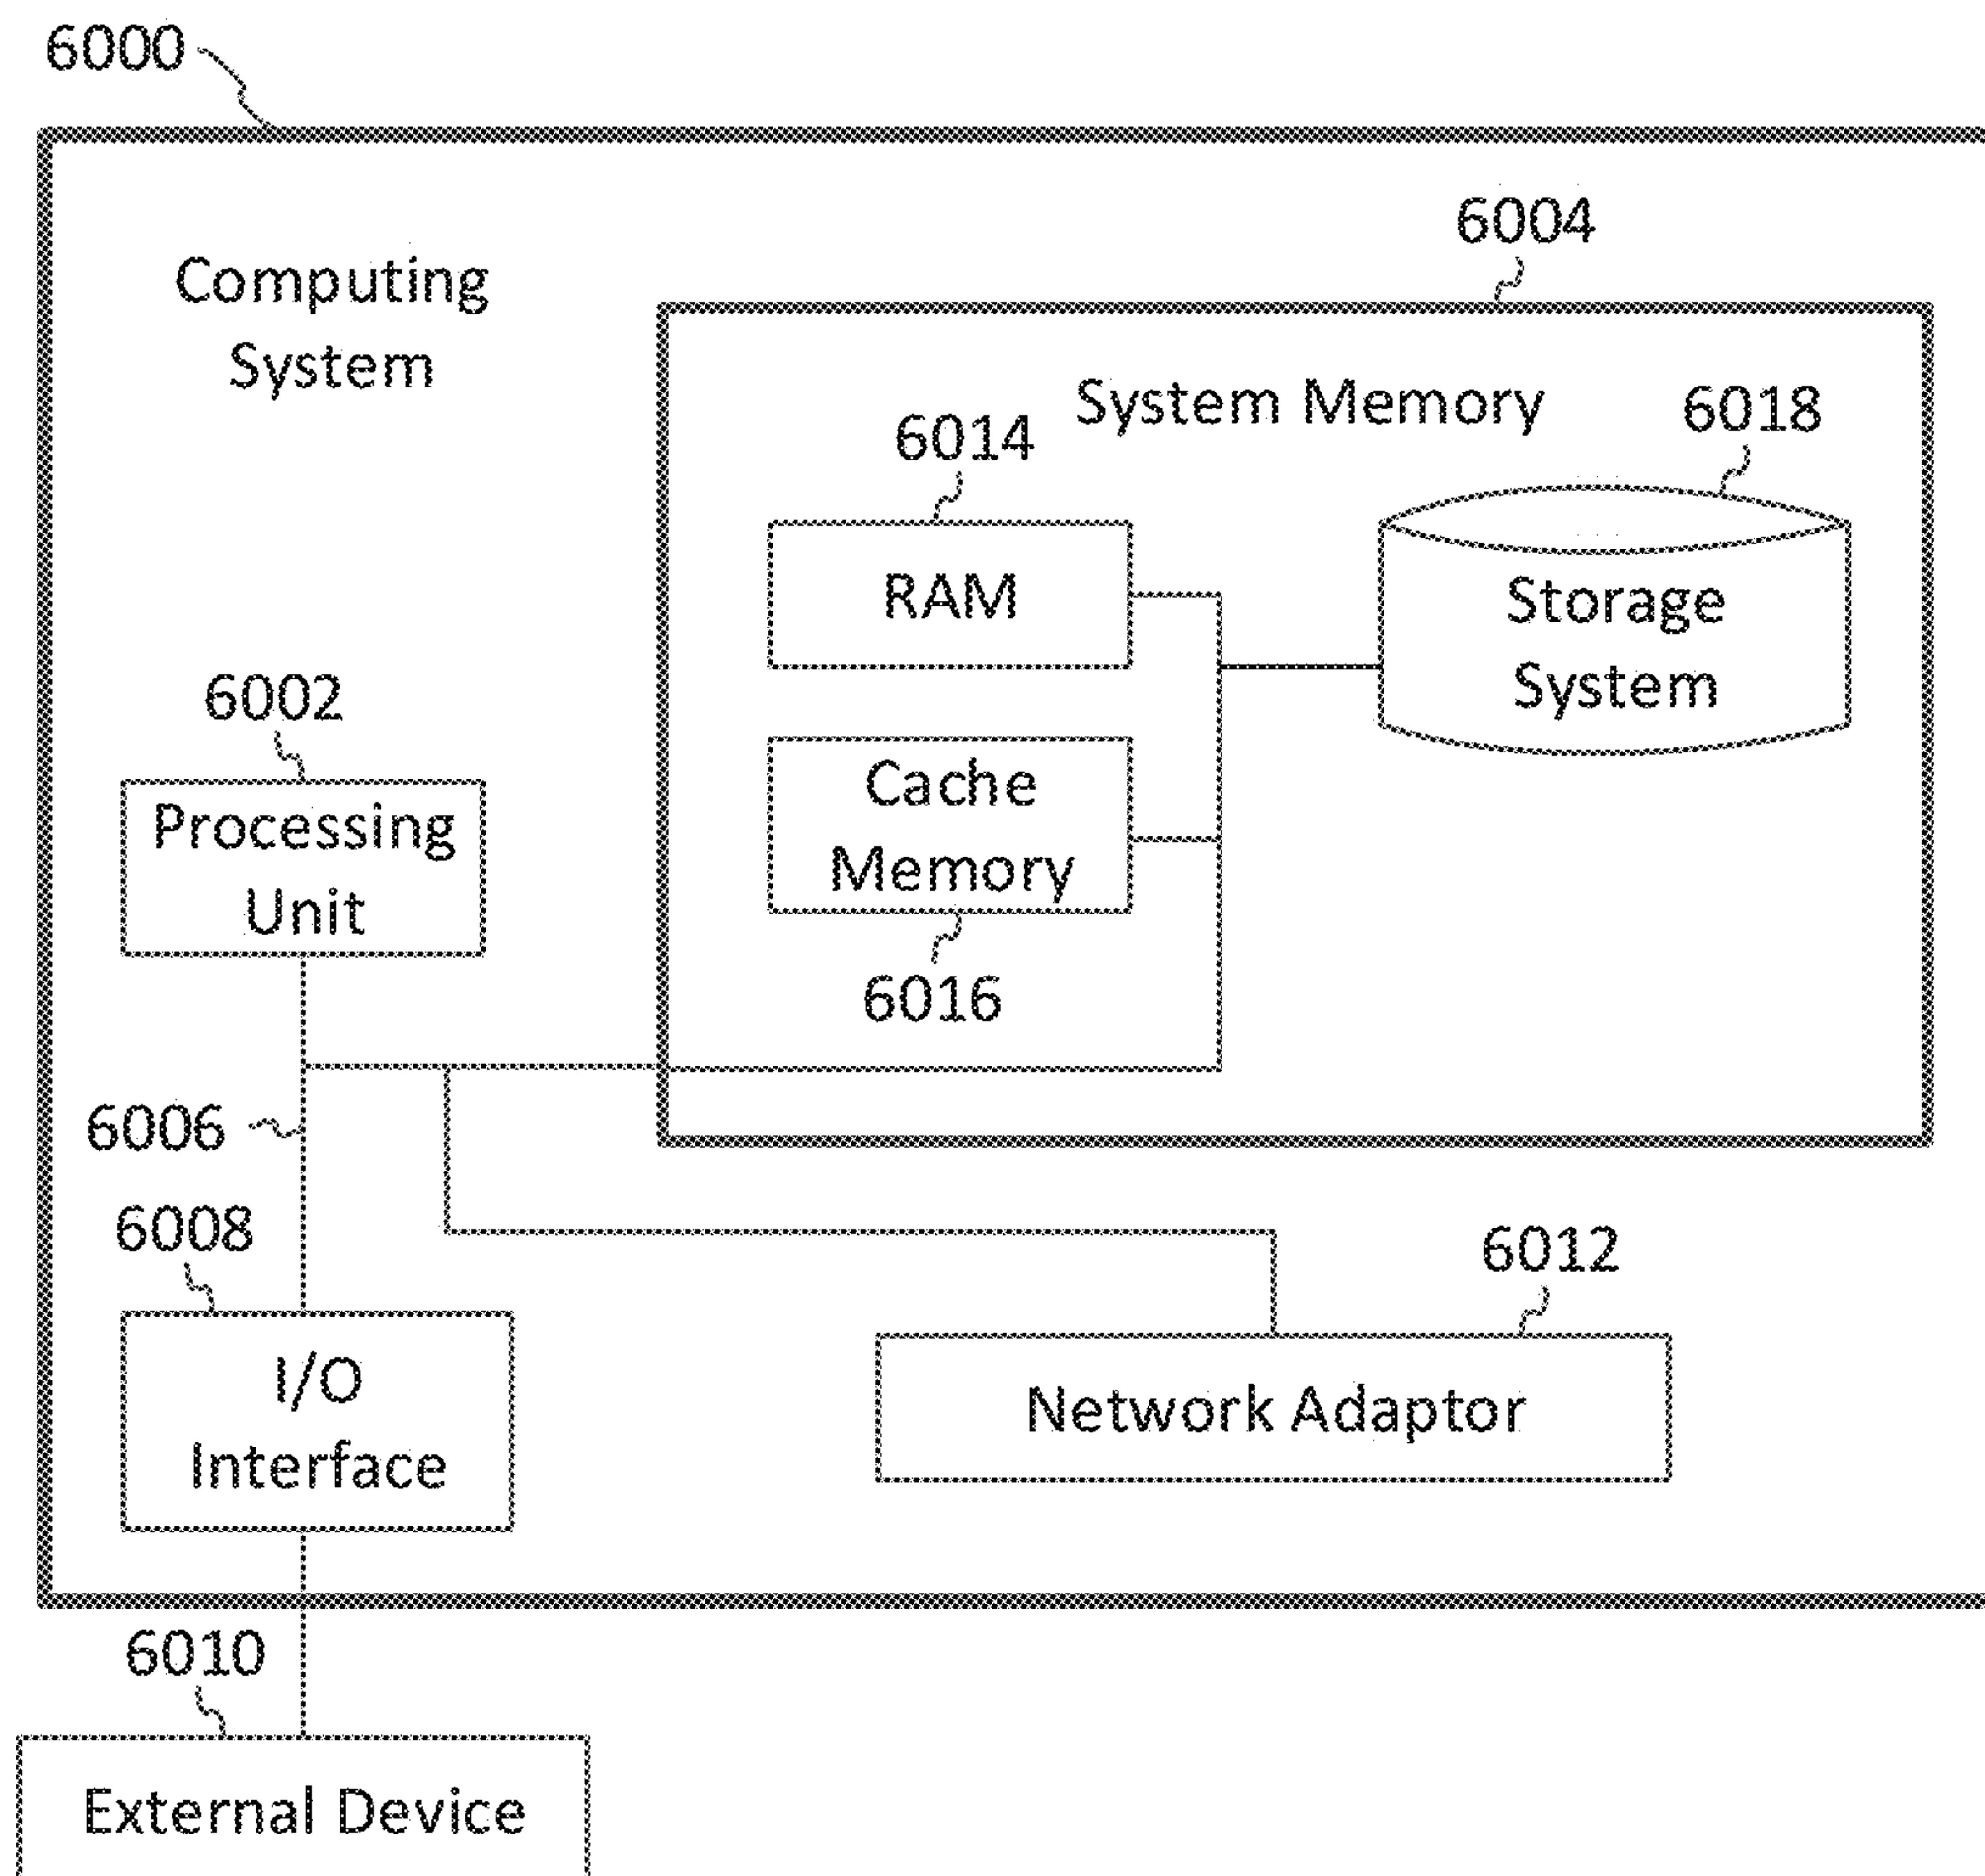 6000
Computing
System
6004
System Memory
6014
6018
RAM
Storage
System
6002
Processing
Unit
Cache
Memory
6016
6006
6008
6012
I/O
Interface
Network Adaptor
6010
External Device